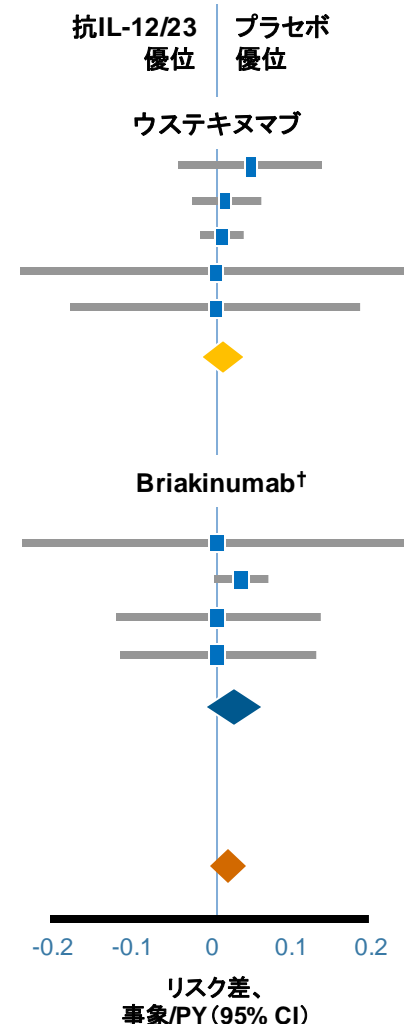 抗IL-12/23 プラセボ
優位 優位
ウステキヌマブ
Briakinumab†
-0.2 -0.1 0 0.1 0.2
リスク差、
事象/PY（95% CI）